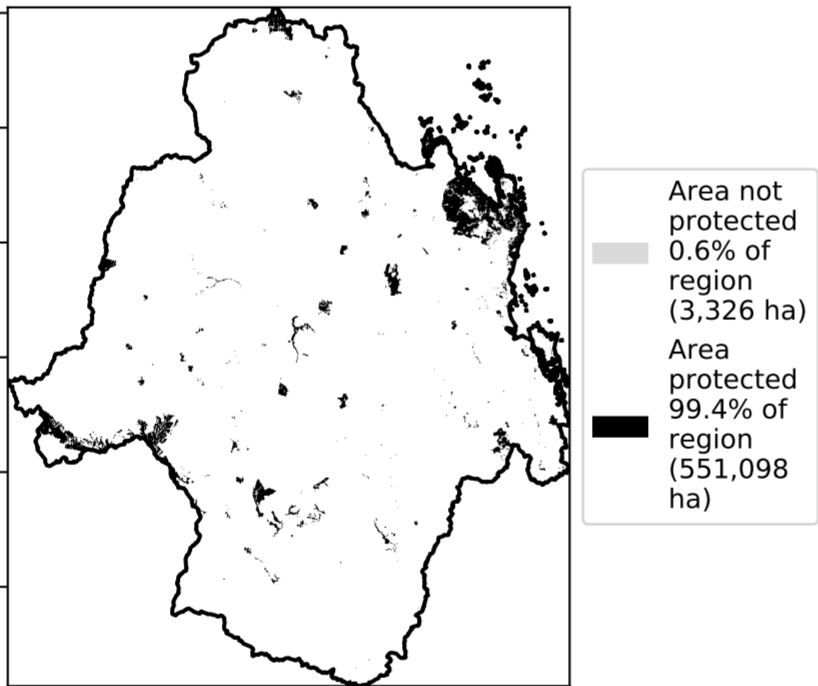 Area not
protected
0.6% of
region
(3,326 ha)
Area
protected
99.4% of
region
(551,098
ha)